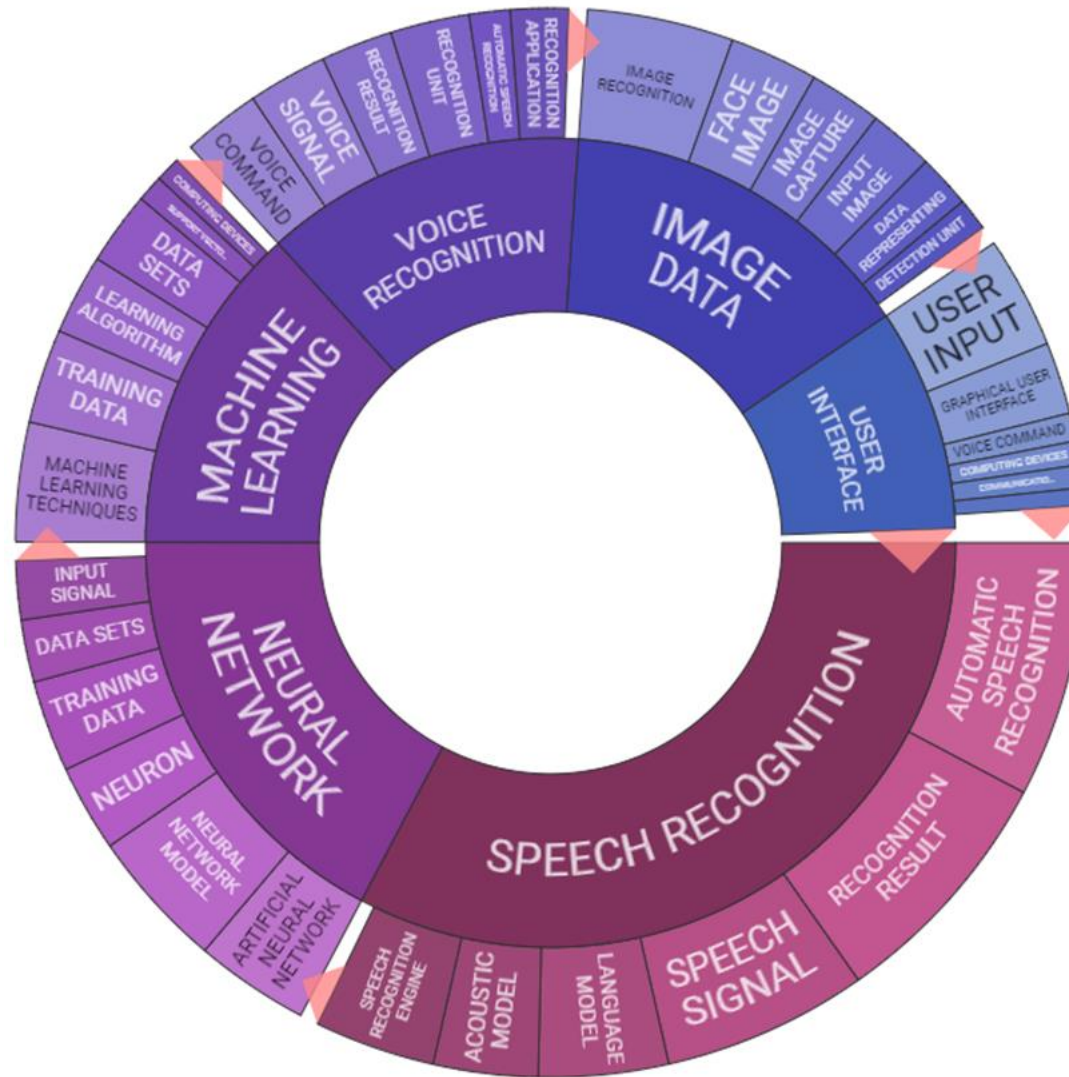 IMAGE
DATA
IMAGE
RECOGNITION
FACE
IMAGE
IMAGE
CAPTURE
INPUT
IMAGE
DATA
REPRESENTING
DETECTION UNIT
USER
INTERFACE
USER
INPUT
GRAPHICAL USER
INTERFACE
VOICE COMMAND
COMPUTING DEVICES
COMMUNICATIO...
SPEECH RECOGNITION
AUTOMATIC
SPEECH
RECOGNITION
RECOGNITION
RESULT
SPEECH
SIGNAL
LANGUAGE
MODEL
ACOUSTIC
MODEL
SPEECH
RECOGNITION
ENGINE
NEURAL
NETWORK
ARTIFICIAL
NEURAL
NETWORK
NEURAL
NETWORK
MODEL
NEURON
TRAINING
DATA
DATA SETS
INPUT
SIGNAL
MACHINE
LEARNING
MACHINE
LEARNING
TECHNIQUES
TRAINING
DATA
LEARNING
ALGORITHM
DATA
SETS
SUPPORT VECTO...
COMPUTING DEVICES
VOICE
RECOGNITION
VOICE
COMMAND
VOICE
SIGNAL
RECOGNITION
RESULT
RECOGNITION
UNIT
AUTOMATIC SPEECH
RECOGNITION
RECOGNITION
APPLICATION